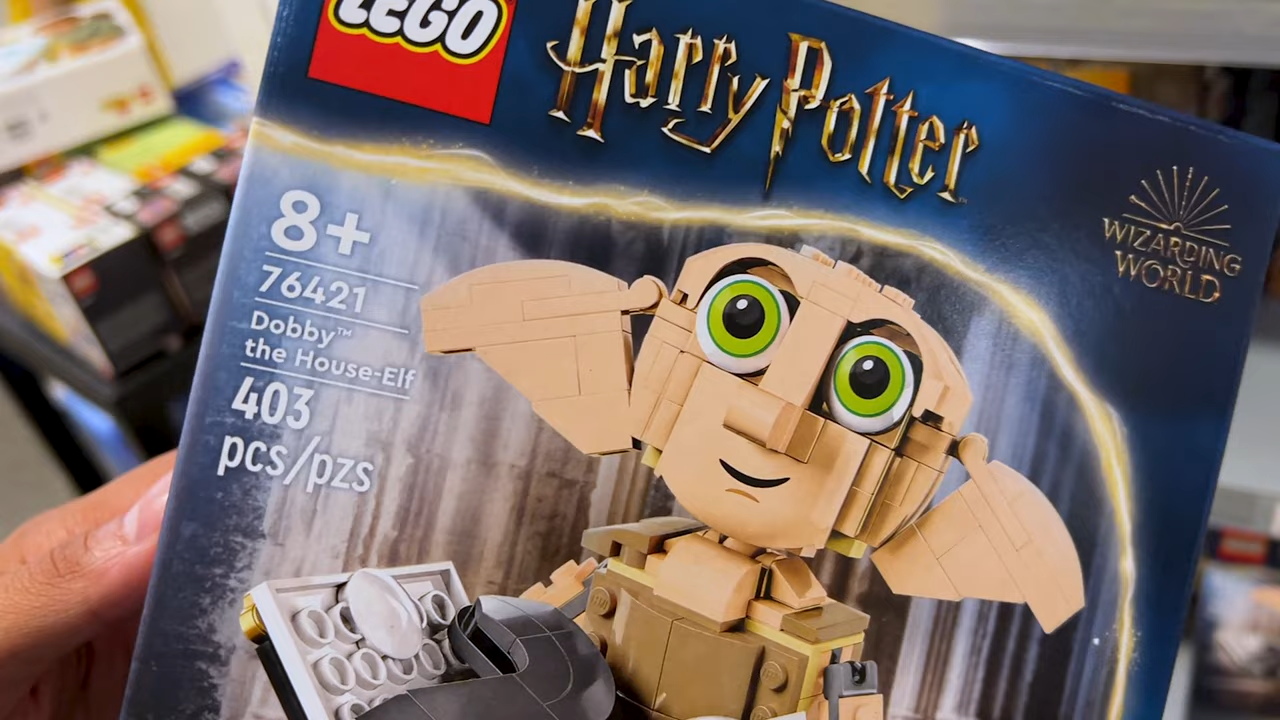 LEGO
Harry Potter
WIZARDING
WORLD
8+
76421
Dobby™
the House-Elf
403
pcs/pzs